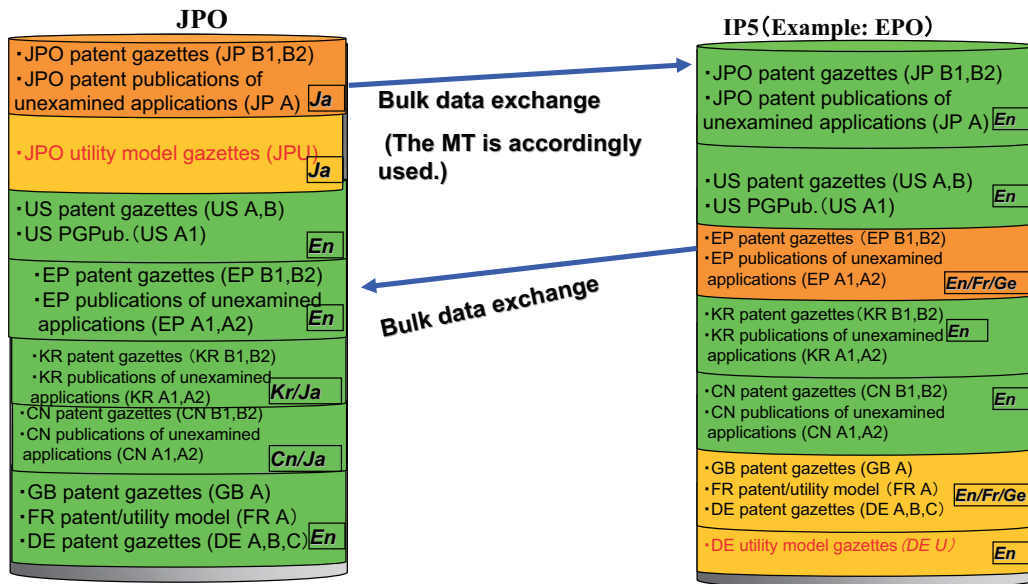 JPO
・JPO patent gazettes (JP B1,B2)
・JPO patent publications of
unexamined applications (JP A)
Ja
・JPO utility model gazettes (JPU)
Ja
・US patent gazettes (US A,B)
・US PGPub.(US A1)
En
・EP patent gazettes (EP B1,B2)
・EP publications of unexamined
applications (EP A1,A2)
En
・KR patent gazettes (KR B1,B2)
・KR publications of unexamined
applications (KR A1,A2)
Kr/Ja
・CN patent gazettes (CN B1,B2)
・CN publications of unexamined
applications (CN A1,A2)
Cn/Ja
・GB patent gazettes (GB A)
・FR patent/utility model (FR A)
・DE patent gazettes (DE A,B,C)
En
Bulk data exchange
(The MT is accordingly
used.)
Bulk data exchange
IP5(Example: EPO)
・JPO patent gazettes (JP B1,B2)
・JPO patent publications of
unexamined applications (JP A)
En
・US patent gazettes (US A,B)
・US PGPub.(US A1)
En
・EP patent gazettes (EP B1,B2)
・EP publications of unexamined
applications (EP A1,A2)
En/Fr/Ge
・KR patent gazettes(KR B1,B2)
・KR publications of unexamined
applications (KR A1,A2)
En
・CN patent gazettes (CN B1,B2)
・CN publications of unexamined
applications (CN A1,A2)
En
・GB patent gazettes (GB A)
・FR patent/utility model (FR A)
・DE patent gazettes (DE A,B,C)
En/Fr/Ge
・DE utility model gazettes (DE U)
En